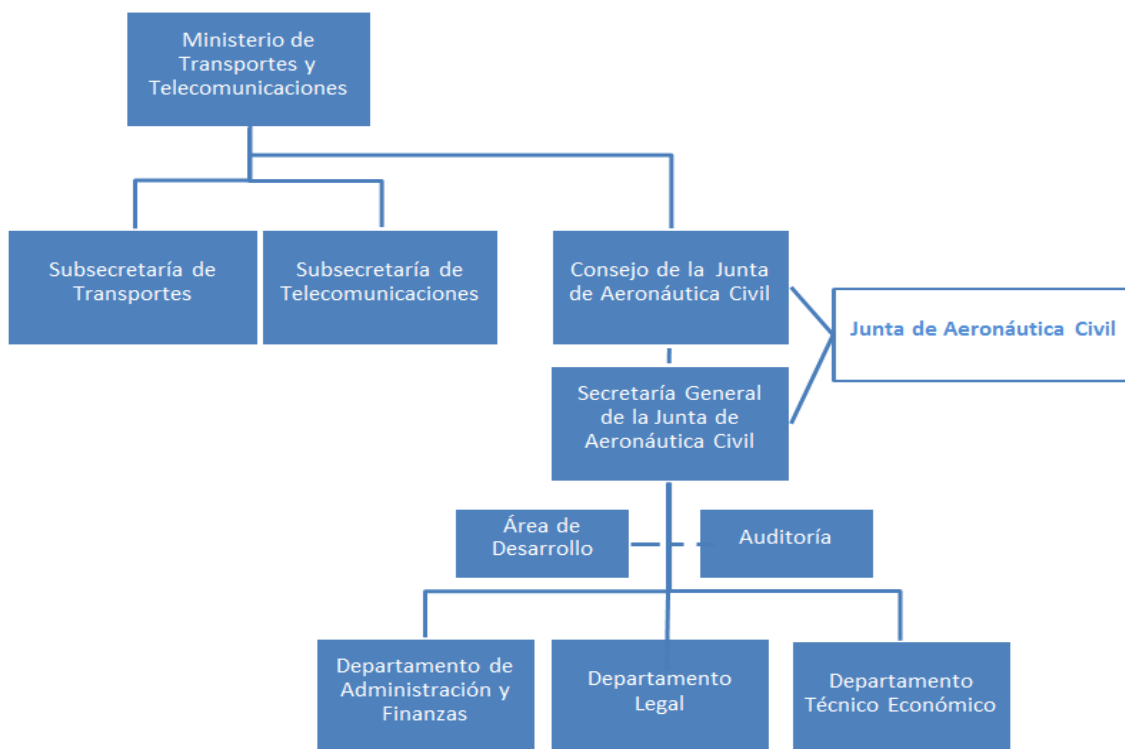 Ministerio de
Transportes y
Telecomunicaciones
Subsecretaría de
Transportes
Subsecretaría de
Telecomunicaciones
Consejo de la Junta
de Aeronáutica Civil
Junta de Aeronáutica Civil
Secretaría General
de la Junta de
Aeronáutica Civil
Área de
Desarrollo
Auditoría
Departamento de
Administración y
Finanzas
Departamento
Legal
Departamento
Técnico Económico